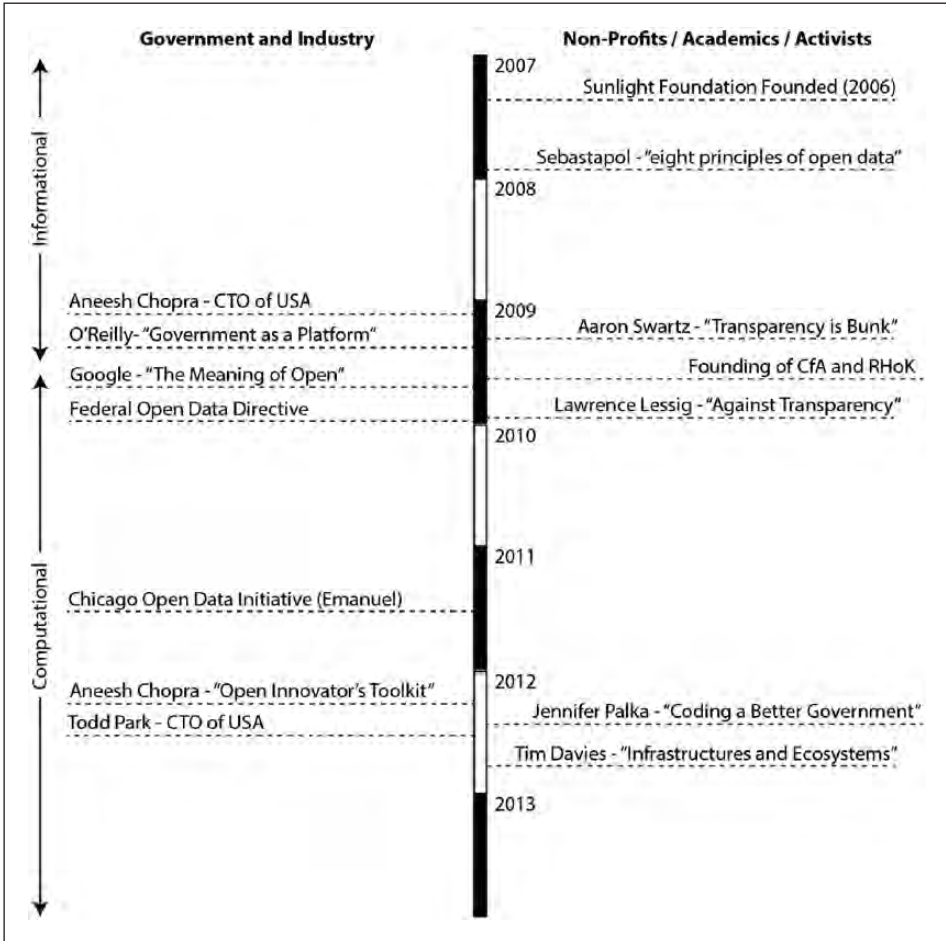 Government and Industry
Non-Profits / Academics / Activists
Informational
Computational
2007
Sunlight Foundation Founded (2006)
Sebastapol - "eight principles of open data"
2008
Aneesh Chopra - CTO of USA
2009
O'Reilly- "Government as a Platform"
Aaron Swartz - "Transparency is Bunk"
Google - "The Meaning of Open"
Founding of CfA and RHoK
Federal Open Data Directive
Lawrence Lessig - "Against Transparency"
2010
2011
Chicago Open Data Initiative (Emanuel)
2012
Aneesh Chopra - "Open Innovator's Toolkit"
Jennifer Palka - "Coding a Better Government"
Todd Park - CTO of USA
Tim Davies - "Infrastructures and Ecosystems"
2013